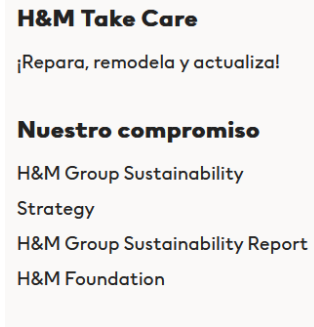 H&M Take Care
¡Repara, remodela y actualiza!
Nuestro compromiso
H&M Group Sustainability
Strategy
H&M Group Sustainability Report
H&M Foundation